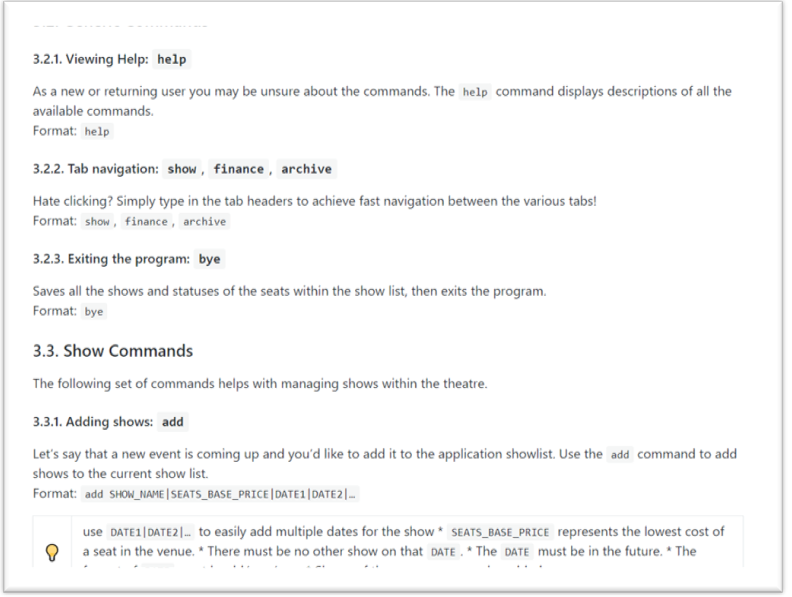 3.2.1. Viewing Help: help
As a new or returning user you may be unsure about the commands. The help command displays descriptions of all the
available commands.
Format: help
3.2.2. Tab navigation: show, finance, archive
Hate clicking? Simply type in the tab headers to achieve fast navigation between the various tabs!
Format: show, finance, archive
3.2.3. Exiting the program: bye
Saves all the shows and statuses of the seats within the show list, then exits the program.
Format: bye
3.3. Show Commands
The following set of commands helps with managing shows within the theatre.
3.3.1. Adding shows: add
Let's say that a new event is coming up and you'd like to add it to the application showlist. Use the add command to add
shows to the current show list.
Format: add SHOW_NAME|SEATS_BASE_PRICE|DATE1|DATE2|…
use DATE1|DATE2|… to easily add multiple dates for the show * SEATS_BASE_PRICE represents the lowest cost of
a seat in the venue. * There must be no other show on that DATE. * The DATE must be in the future. * The